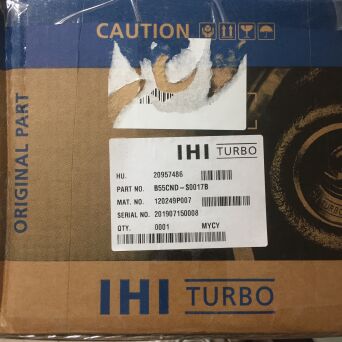 CAUTION
ORIGINAL PART
IHI TURBO
HU. 20957486
PART NO. B55CND-S0017B
MAT. NO. 120249P007
SERIAL NO. 201907150008
QTY. 0001 MYCY
IHI TURBO